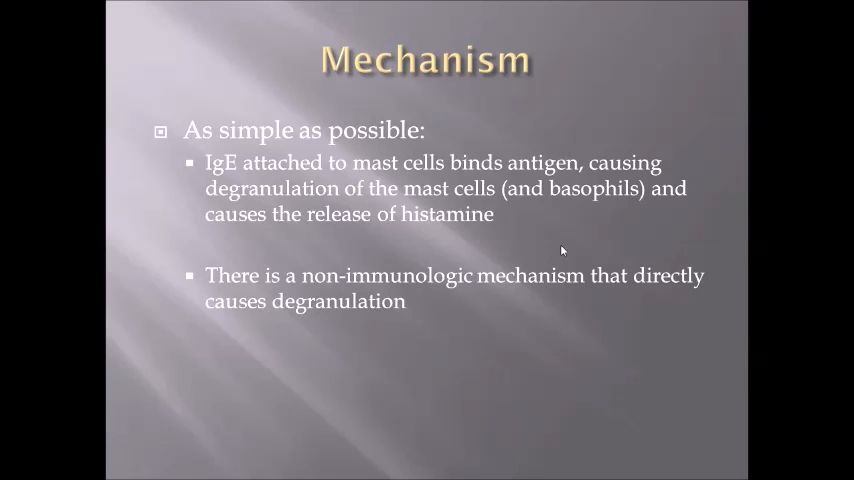 Mechanism
As simple as possible:
IgE attached to mast cells binds antigen, causing
degranulation of the mast cells (and basophils) and
causes the release of histamine
There is a non-immunologic mechanism that directly
causes degranulation